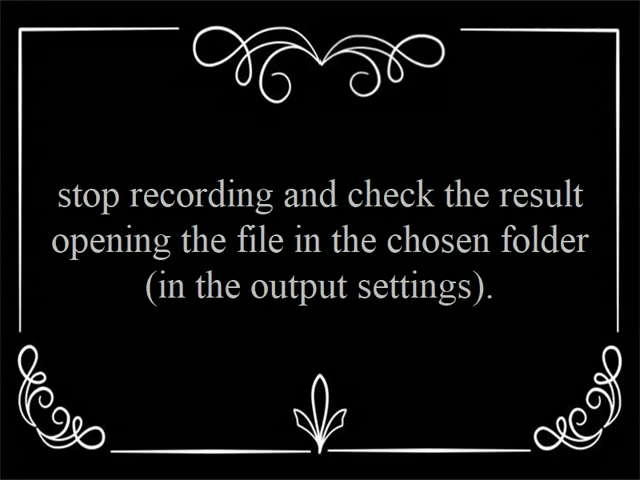 stop recording and check the result
opening the file in the chosen folder
(in the output settings).